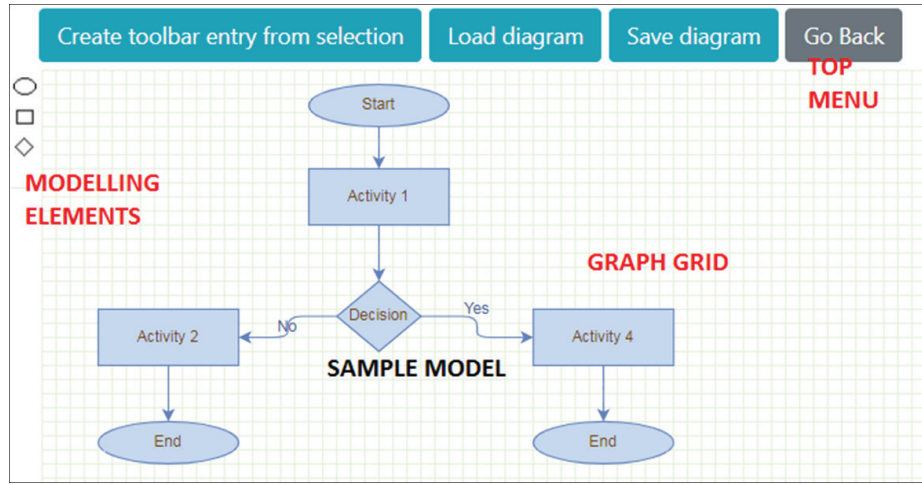 Create toolbar entry from selection Load diagram Save diagram Go Back
TOP
MENU
Start
MODELLING
ELEMENTS
Activity 1
GRAPH GRID
Decision
No
Yes
Activity 2
Activity 4
SAMPLE MODEL
End
End